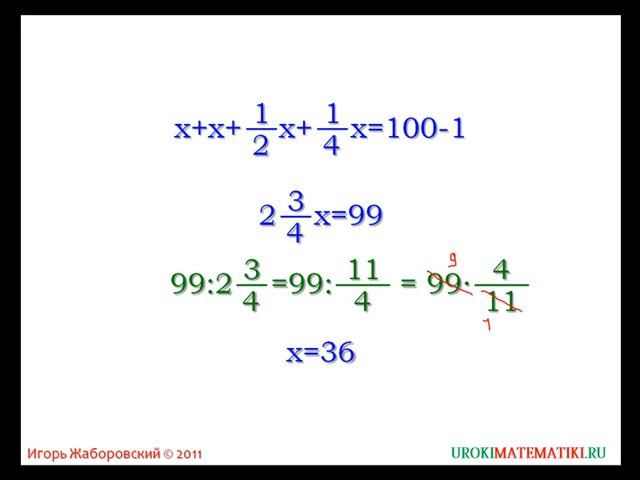 x+x+1/2x+1/4x=100-1
2 3/4x=99
99:2 3/4=99:11/4 = 99·4/11
9
1
x=36
Игорь Жаборовский © 2011
UROKIMATEMATIKI.RU